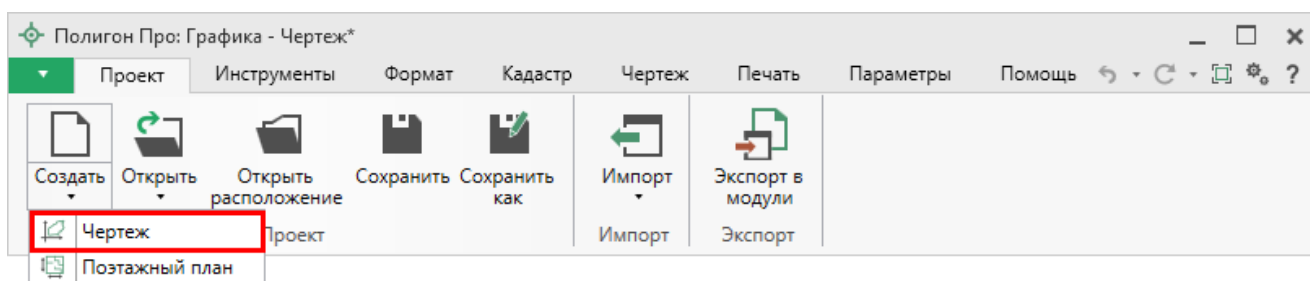 Полигон Про: Графика - Чертеж*
Проект Инструменты Формат Кадастр Чертеж Печать Параметры Помощь ?
Создать Открыть Открыть расположение Сохранить Сохранить как Импорт Экспорт в модули
Чертеж Проект Импорт Экспорт
Поэтажный план